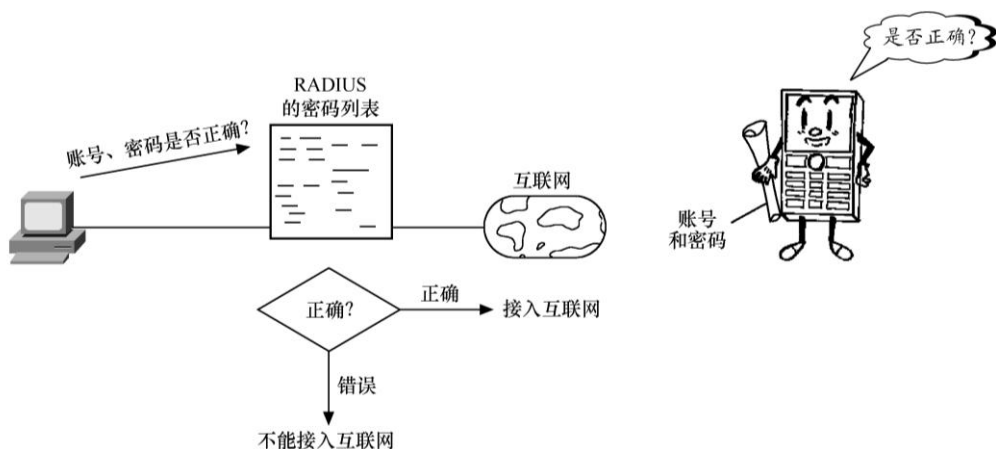 是否正确？
RADIUS
的密码列表
账号、密码是否正确？
互联网
账号
和密码
正确？
正确
接入互联网
错误
不能接入互联网